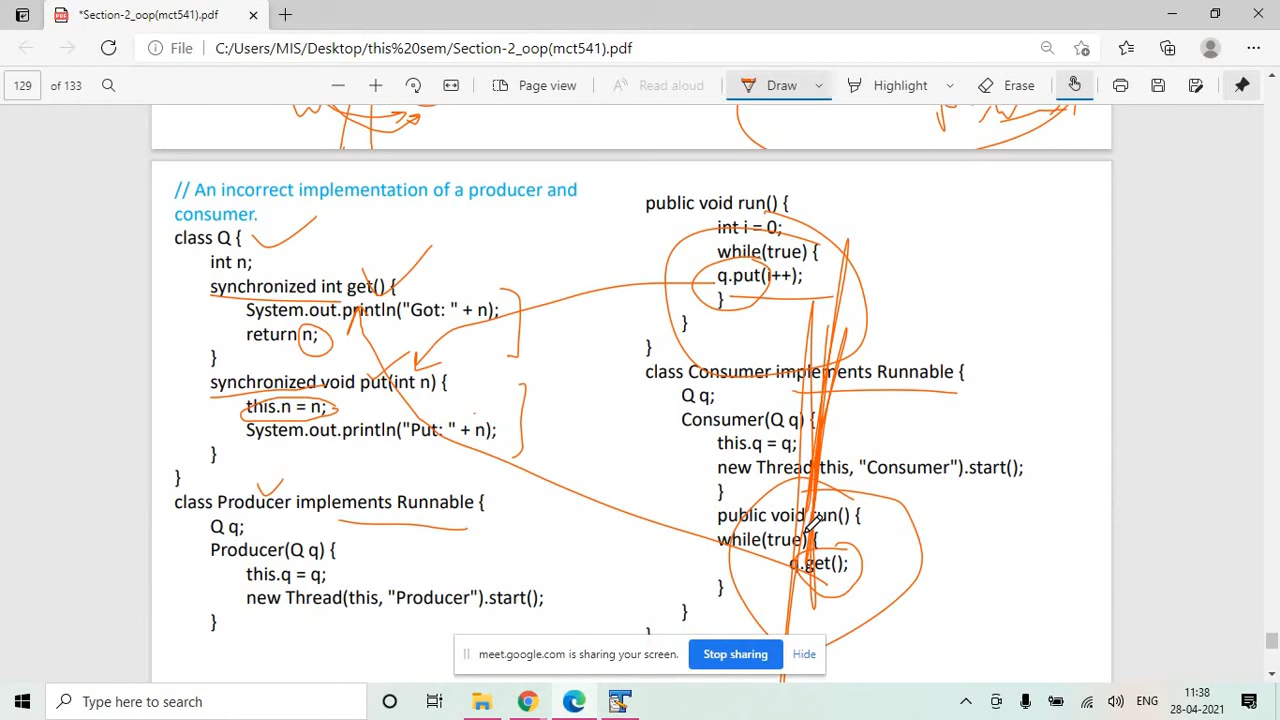 *Section-2_oop(mct541).pdf
File
C:/Users/MIS/Desktop/this%20sem/Section-2_oop(mct541).pdf
129 of 133
Page view
Read aloud
Draw
Highlight
Erase
// An incorrect implementation of a producer and
consumer.
class Q {
int n;
synchronized int get() {
System.out.println("Got: " + n);
return n;
}
synchronized void put(int n) {
this.n = n;
System.out.println("Put: " + n);
}
}
class Producer implements Runnable {
Q q;
Producer(Q q) {
this.q = q;
new Thread(this, "Producer").start();
}
public void run() {
int i = 0;
while(true) {
q.put(i++);
}
}
}
class Consumer implements Runnable {
Q q;
Consumer(Q q) {
this.q = q;
new Thread(this, "Consumer").start();
}
public void run() {
while(true) {
q.get();
}
}
meet.google.com is sharing your screen.
Stop sharing
Hide
Type here to search
ENG
11:38
28-04-2021